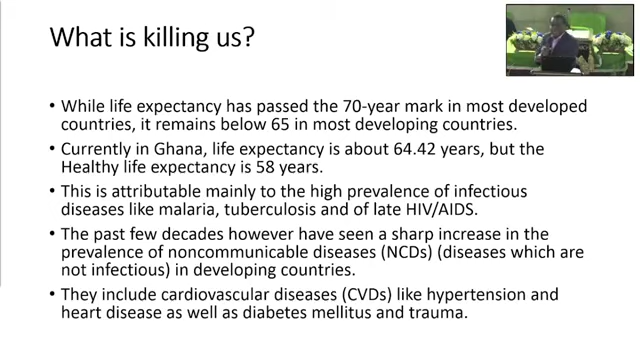 What is killing us?
• While life expectancy has passed the 70-year mark in most developed
countries, it remains below 65 in most developing countries.
• Currently in Ghana, life expectancy is about 64.42 years, but the
Healthy life expectancy is 58 years.
• This is attributable mainly to the high prevalence of infectious
diseases like malaria, tuberculosis and of late HIV/AIDS.
• The past few decades however have seen a sharp increase in the
prevalence of noncommunicable diseases (NCDs) (diseases which are
not infectious) in developing countries.
• They include cardiovascular diseases (CVDs) like hypertension and
heart disease as well as diabetes mellitus and trauma.